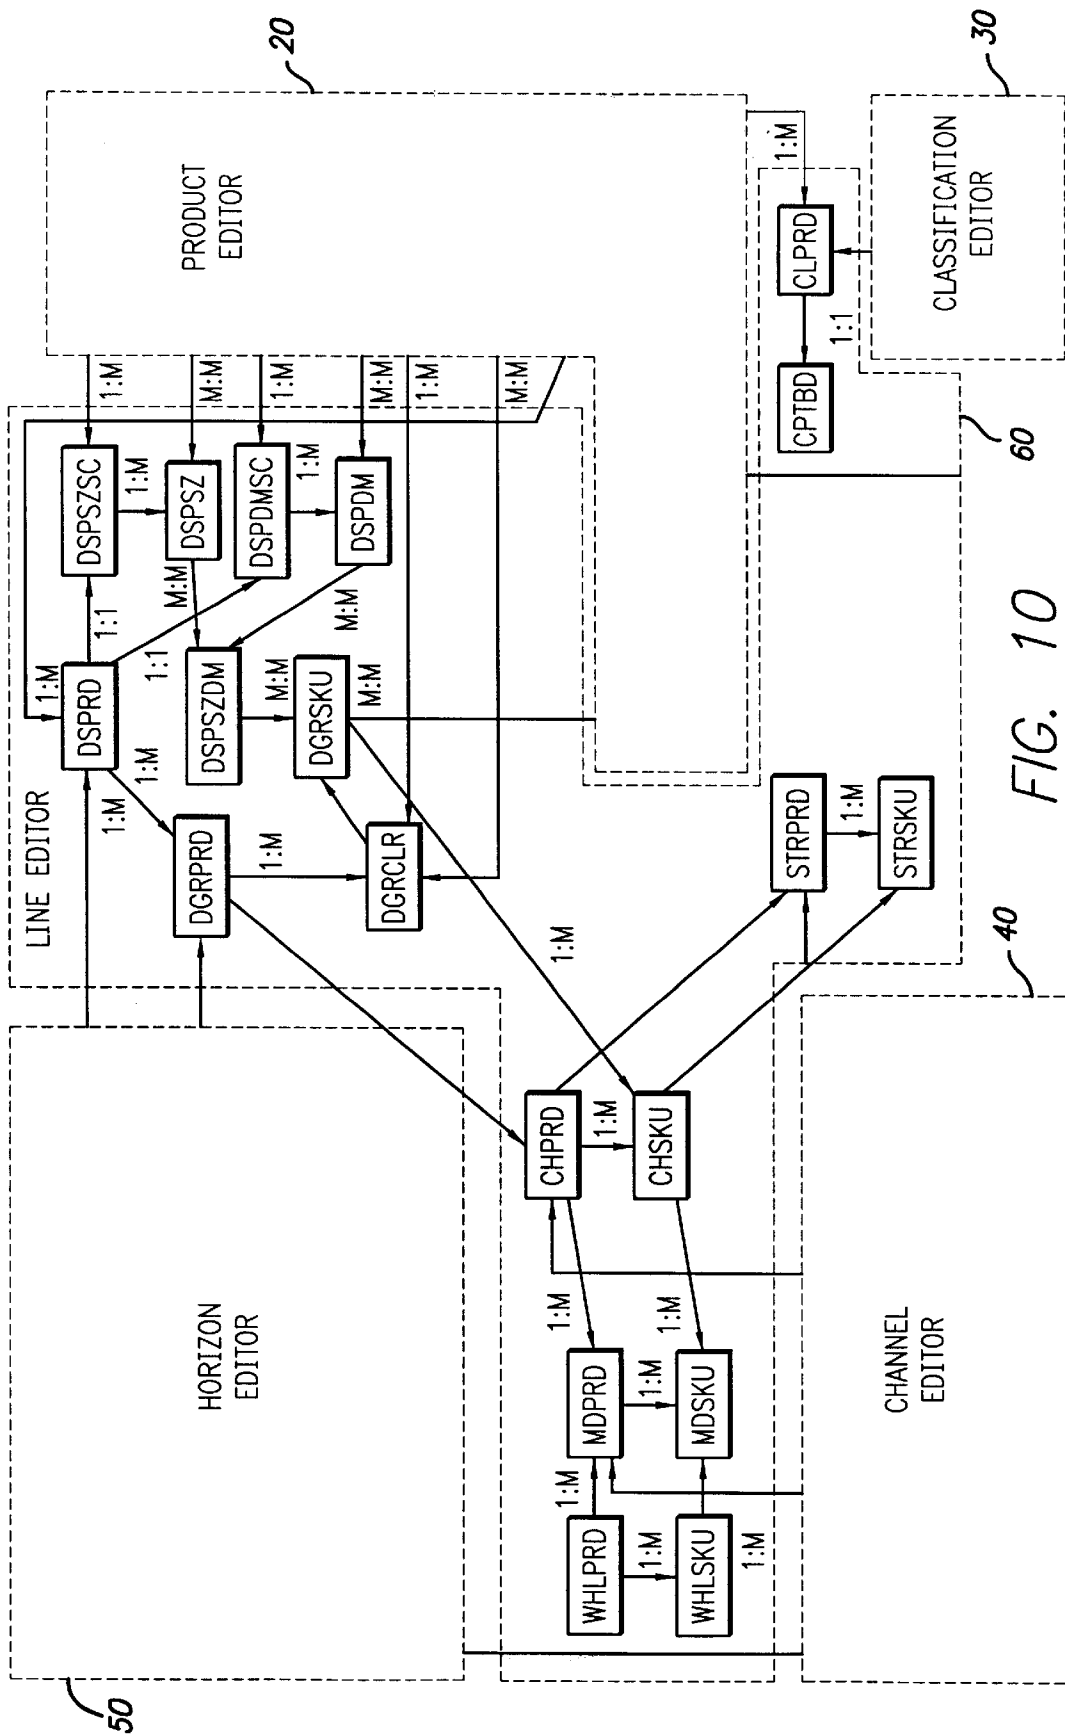 50
HORIZON
EDITOR
LINE EDITOR
1:M
DSPRD
1:1
DSPSZSC
1:M
1:M
1:M
DGRPRD
1:M
1:1
M:M
DSPSZ
1:M
M:M
DSPSZDM
M:M
DSPDMSC
1:M
1:M
DGRSKU
M:M
M:M
DSPDM
M:M
DGRCLR
1:M
M:M
PRODUCT
EDITOR
20
1:M
WHLPRD
1:M
MDPRD
1:M
CHPRD
1:M
1:M
1:M
WHLSKU
1:M
MDSKU
1:M
CHSKU
1:M
STRPRD
1:M
STRSKU
CPTBD
1:1
CLPRD
1:M
CHANNEL
EDITOR
40
60
CLASSIFICATION
EDITOR
30
FIG. 10